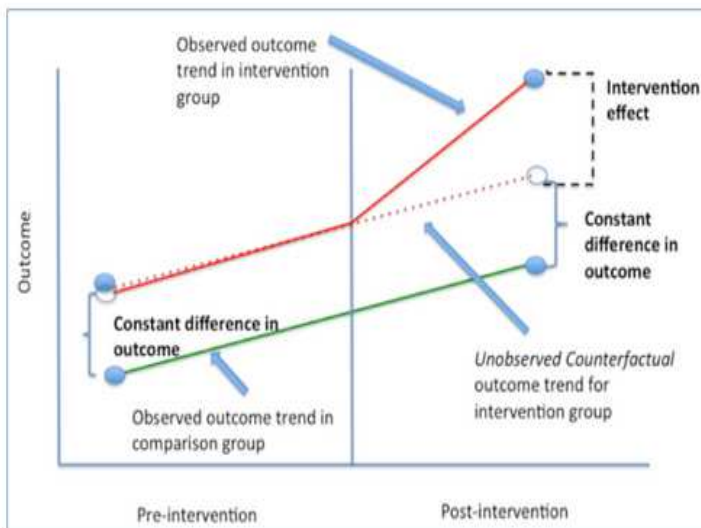 Observed outcome
trend in intervention
group
Intervention
effect
Outcome
Constant
difference in
outcome
Constant difference in
outcome
Unobserved Counterfactual
outcome trend for
intervention group
Observed outcome trend in
comparison group
Pre-intervention
Post-intervention